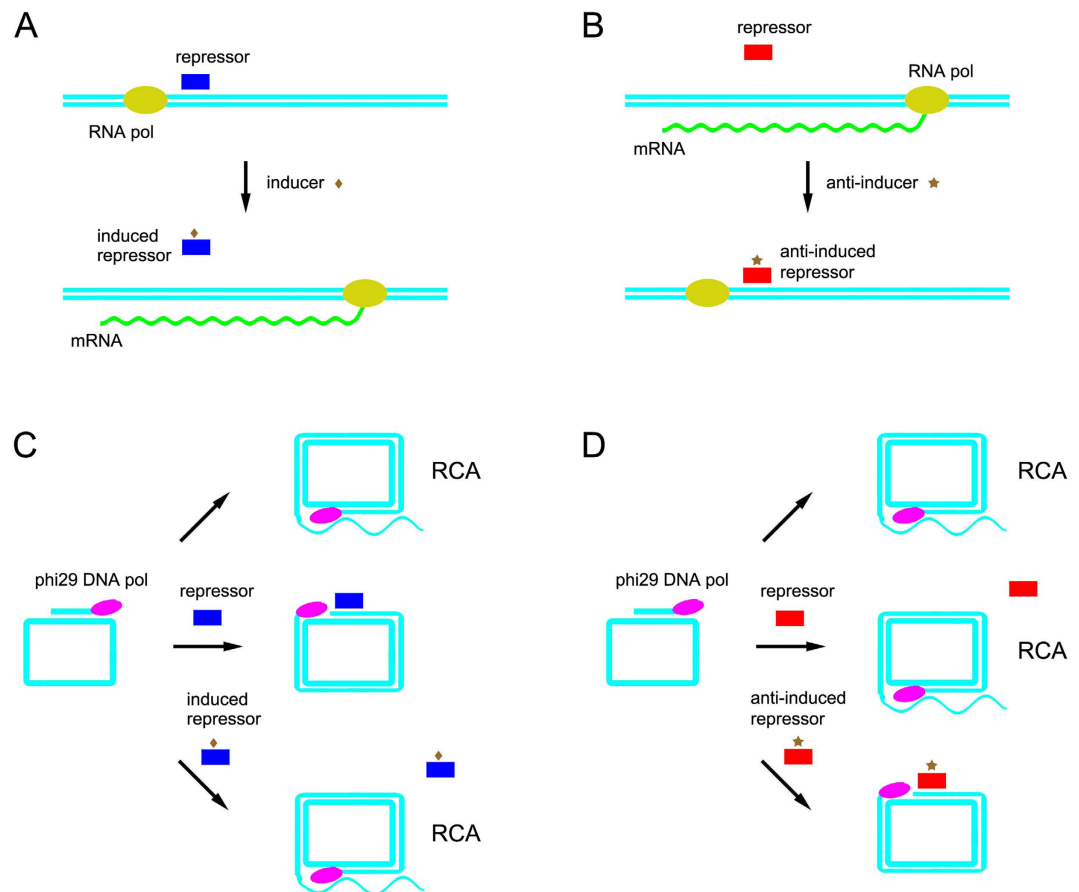 A
repressor
RNA pol
inducer
induced
repressor
mRNA
B
repressor
RNA pol
mRNA
anti-inducer
anti-induced
repressor
C
RCA
phi29 DNA pol
repressor
induced
repressor
RCA
D
RCA
phi29 DNA pol
repressor
RCA
anti-induced
repressor